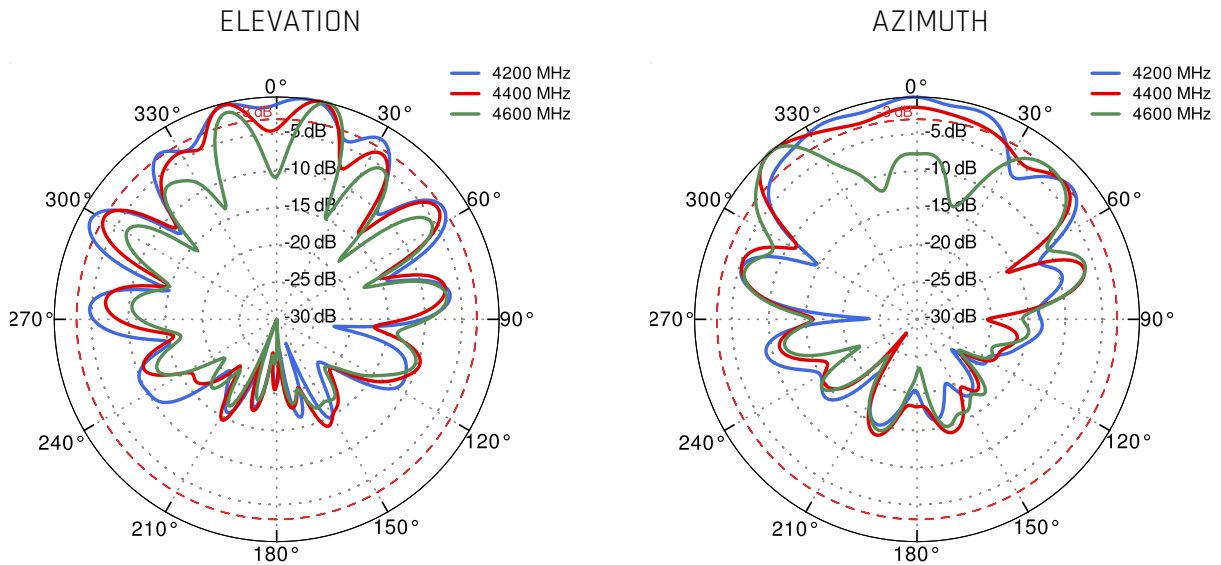 ELEVATION
4200 MHz
4400 MHz
4600 MHz
0°
30°
60°
90°
120°
150°
180°
210°
240°
270°
300°
330°
-3 dB
-5 dB
-10 dB
-15 dB
-20 dB
-25 dB
-30 dB
AZIMUTH
4200 MHz
4400 MHz
4600 MHz
0°
30°
60°
90°
120°
150°
180°
210°
240°
270°
300°
330°
-3 dB
-5 dB
-10 dB
-15 dB
-20 dB
-25 dB
-30 dB